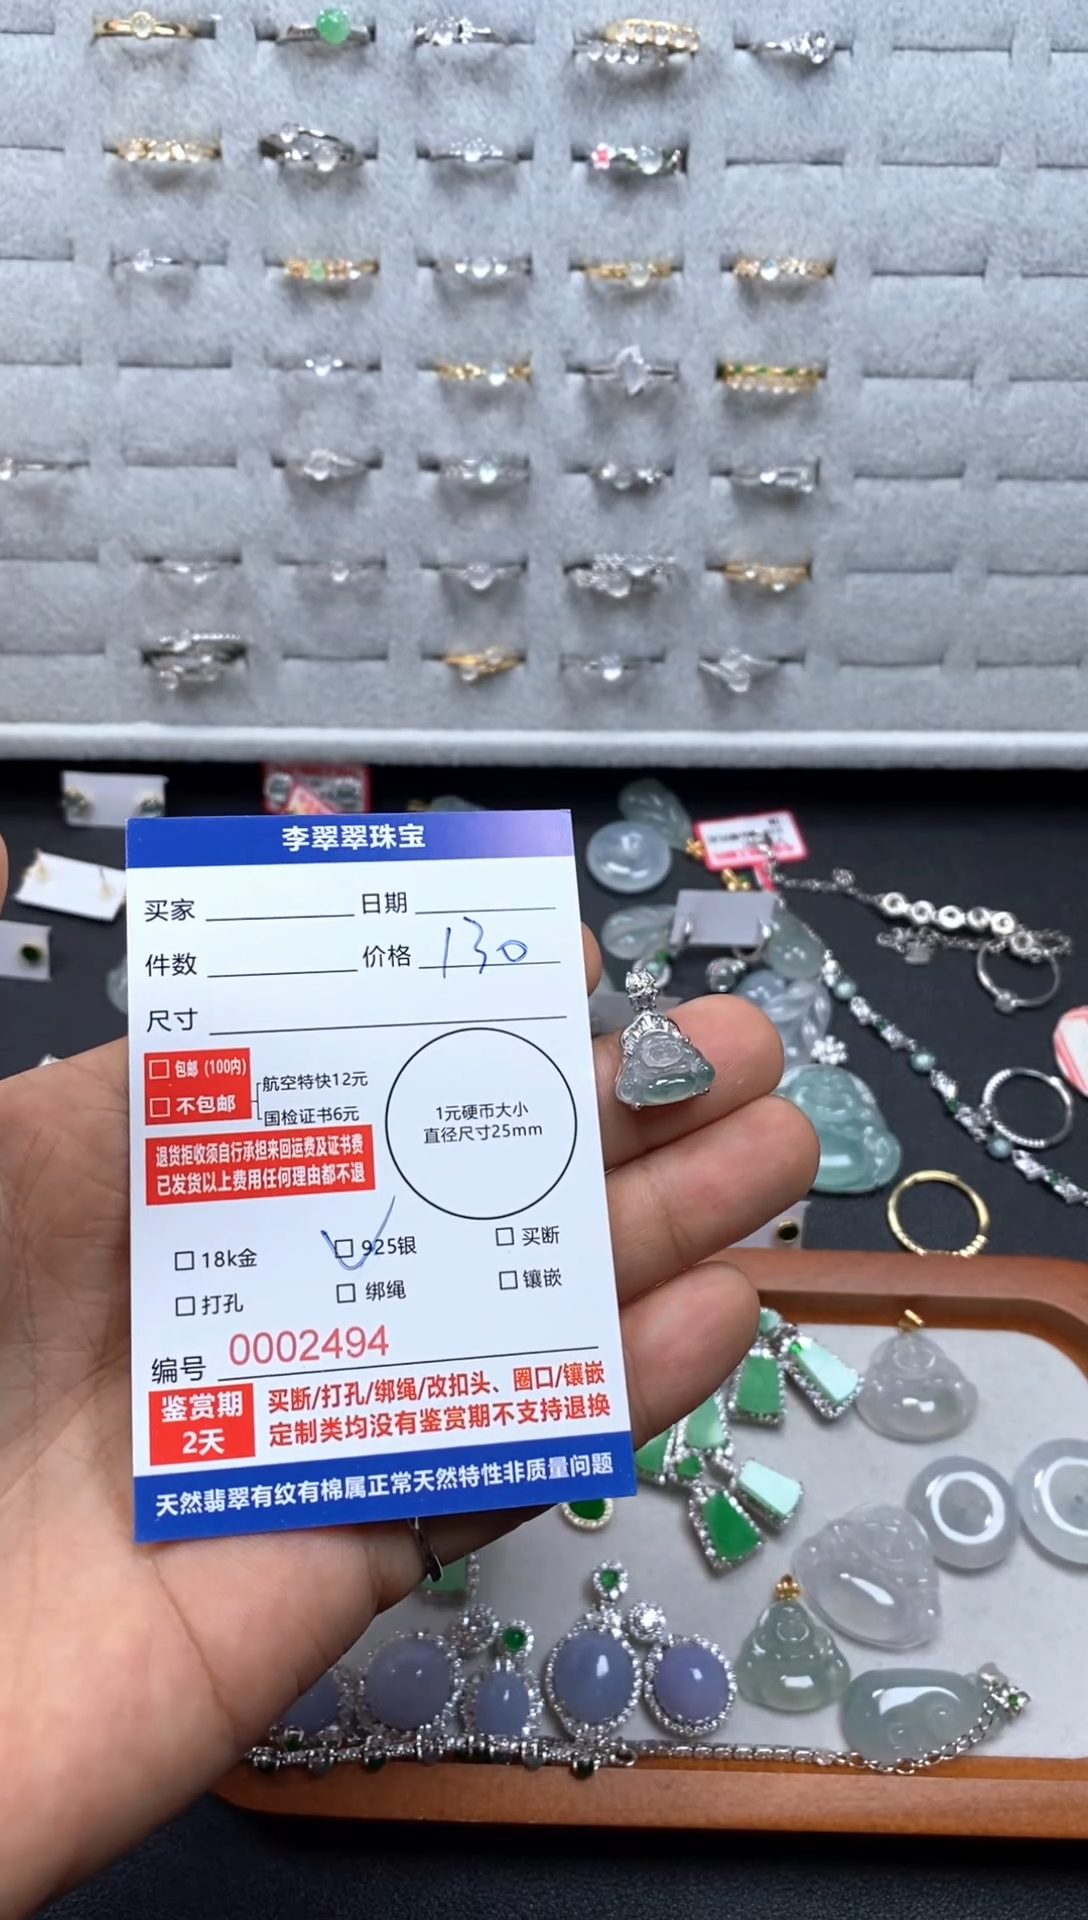 李翠翠珠宝
买家 日期
件数 价格 130
尺寸
包邮 (100内)
不包邮
航空特快12元
国检证书6元
退货拒收须自行承担来回运费及证书费
已发货以上费用任何理由都不退
1元硬币大小
直径尺寸25mm
18k金 925银 买断
打孔 绑绳 镶嵌
编号 0002494
鉴赏期
2天
买断/打孔/绑绳/改扣头、圈口/镶嵌
定制类均没有鉴赏期不支持退换
天然翡翠有纹有棉属正常天然特性非质量问题